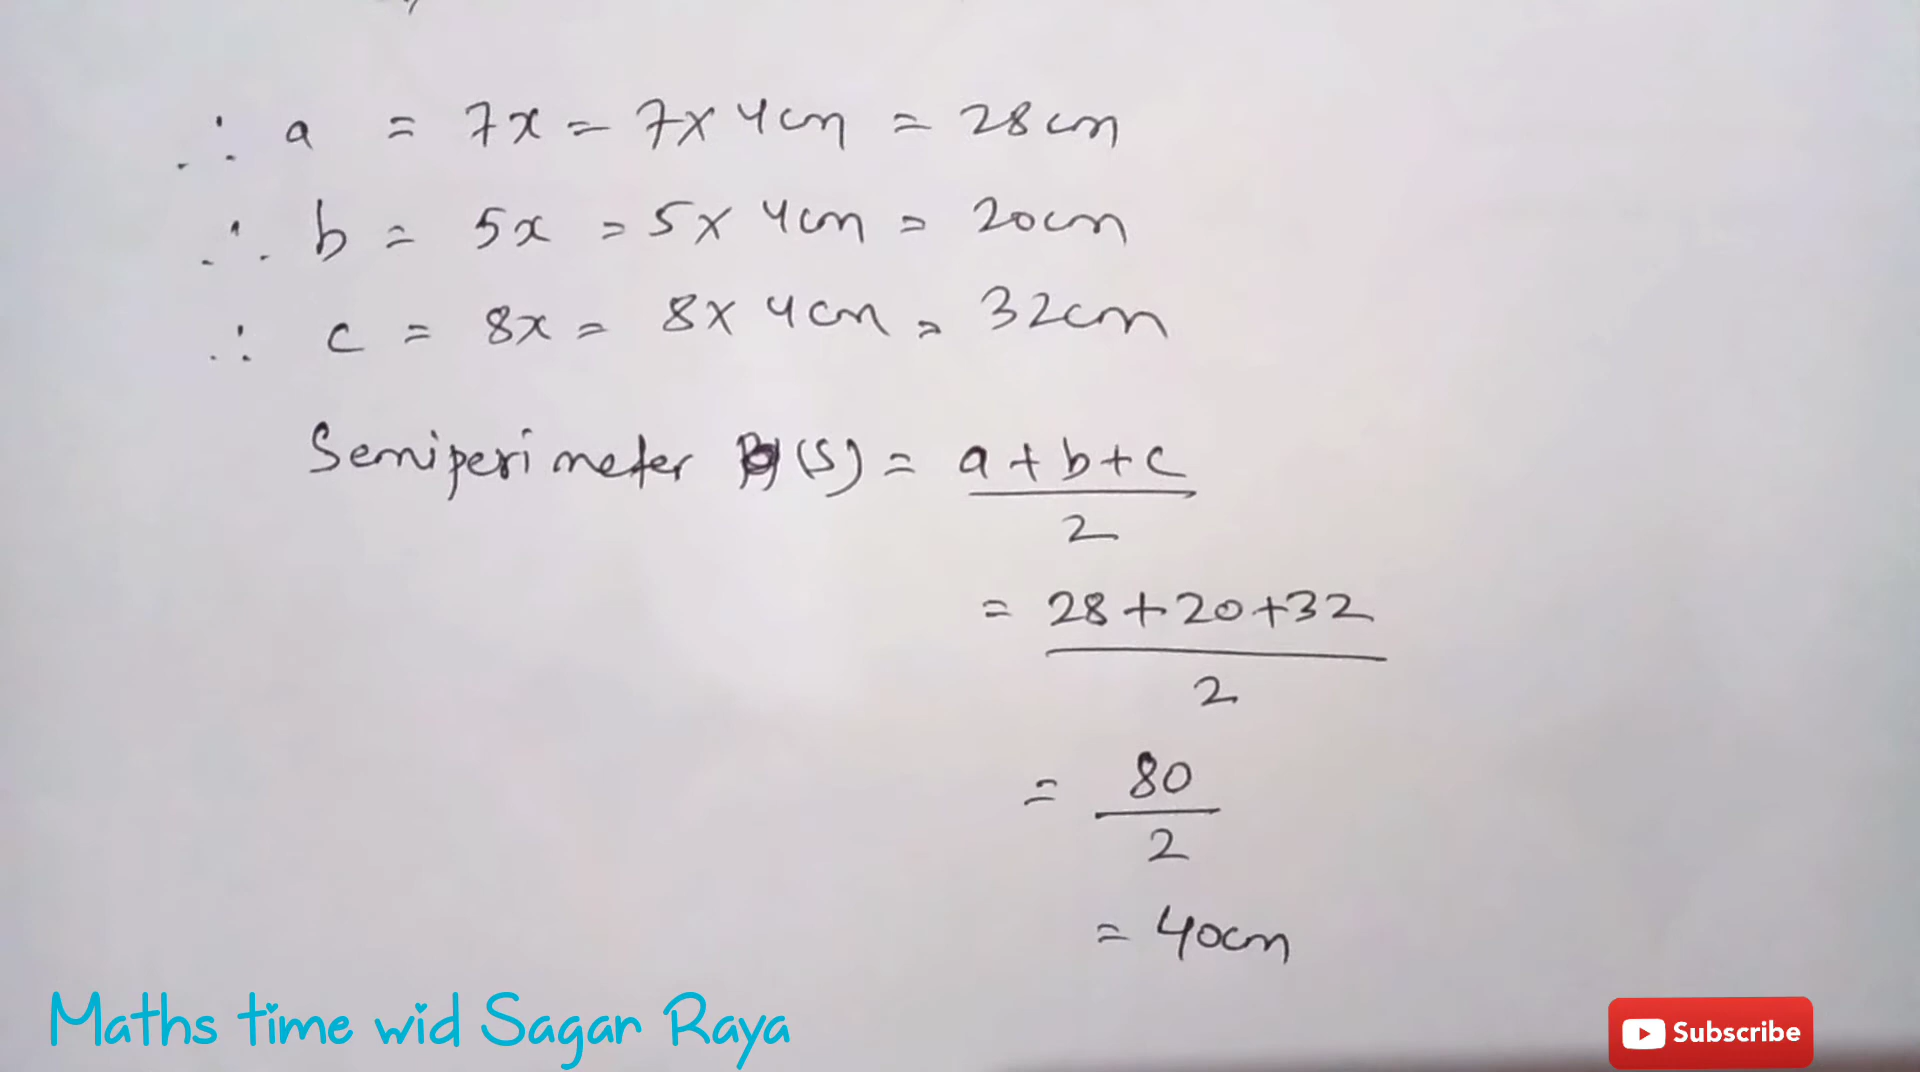 ∴ a = 7x = 7x 4cm = 28cm
∴ b = 5x = 5x 4cm = 20cm
∴ c = 8x = 8x 4cm = 32cm
Semiperimeter (s) = a+b+c
2
= 28+20+32
2
= 80
2
= 40cm
Maths time wid Sagar Raya
Subscribe